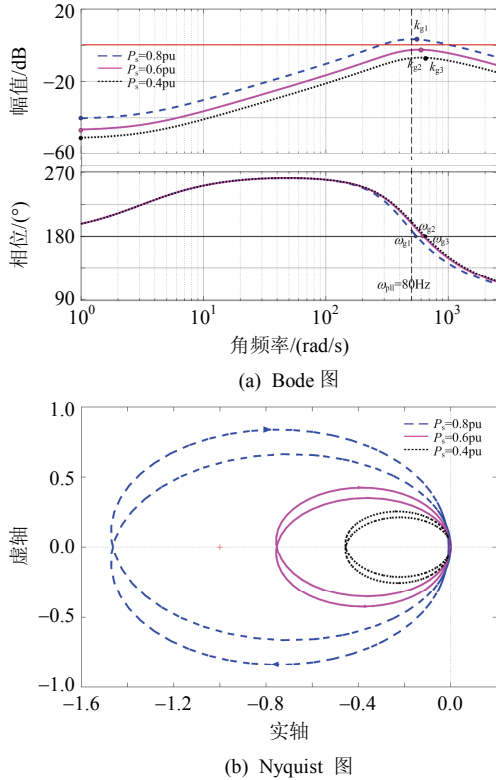 20
-20
-60
幅值/dB
P_s=0.8pu
P_s=0.6pu
P_s=0.4pu
k_g1
k_g2
k_g3
270
180
90
相位/(°)
ω_g1
ω_g2
ω_g3
ω_pll=80Hz
10^0
10^1
10^2
10^3
角频率/(rad/s)
(a) Bode 图
1.0
0.5
0.0
-0.5
-1.0
虚轴
P_s=0.8pu
P_s=0.6pu
P_s=0.4pu
-1.6
-1.2
-0.8
-0.4
0.0
实轴
(b) Nyquist 图